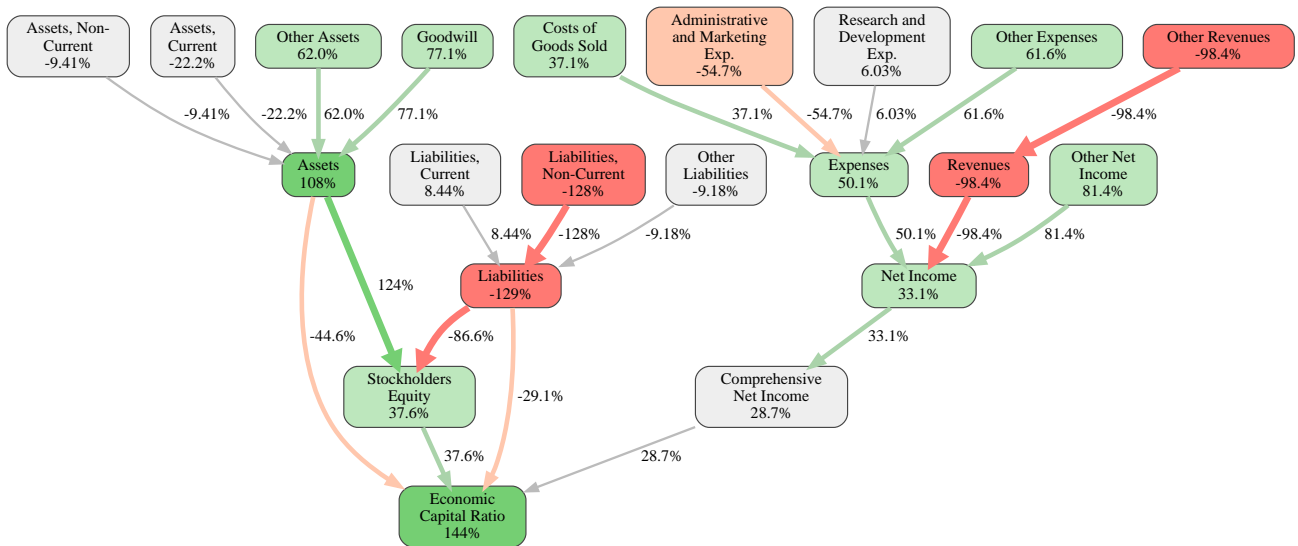 Assets, Non-
Current
-9.41%
Assets,
Current
-22.2%
Other Assets
62.0%
Goodwill
77.1%
Costs of
Goods Sold
37.1%
Administrative
and Marketing
Exp.
-54.7%
Research and
Development
Exp.
6.03%
Other Expenses
61.6%
Other Revenues
-98.4%
-9.41%
-22.2%
62.0%
77.1%
37.1%
-54.7%
6.03%
61.6%
-98.4%
Assets
108%
Liabilities,
Current
8.44%
Liabilities,
Non-Current
-128%
Other
Liabilities
-9.18%
Expenses
50.1%
Revenues
-98.4%
Other Net
Income
81.4%
8.44%
-128%
-9.18%
50.1%
-98.4%
81.4%
Liabilities
-129%
Net Income
33.1%
124%
-44.6%
-86.6%
33.1%
Stockholders
Equity
37.6%
-29.1%
Comprehensive
Net Income
28.7%
37.6%
28.7%
Economic
Capital Ratio
144%